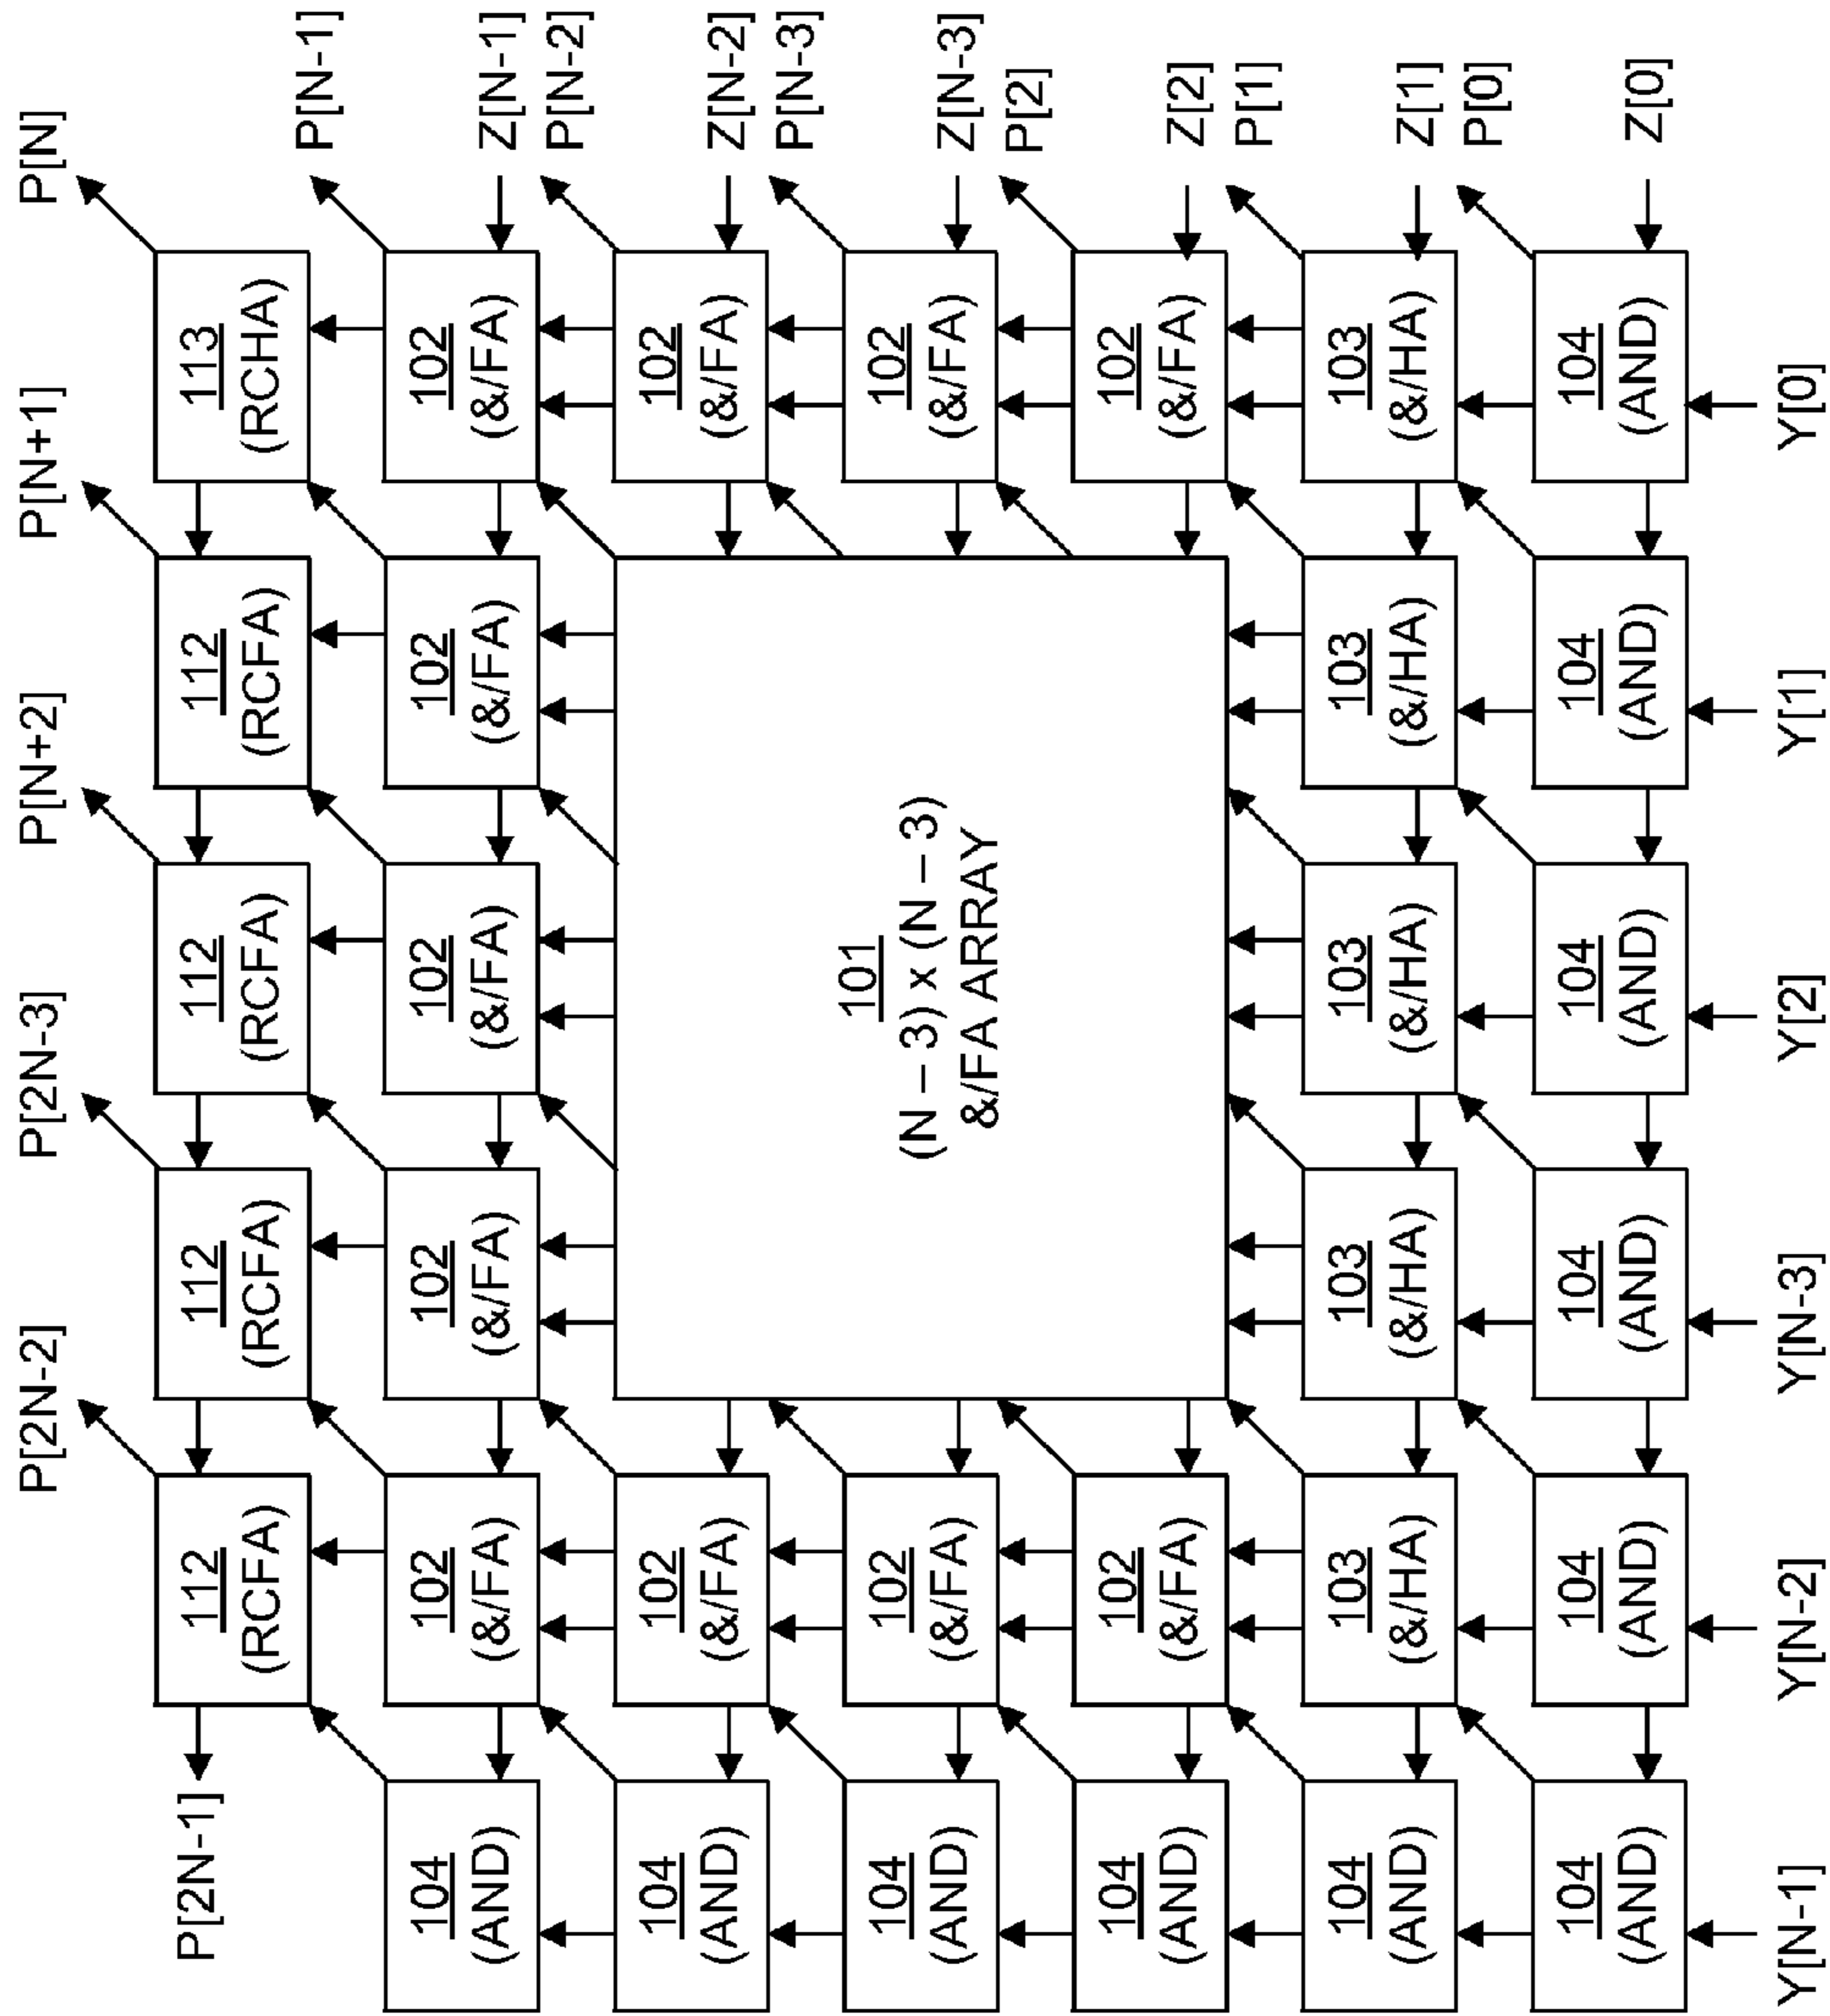 P[2N-2]
P[2N-3]
P[N+2]
P[N+1]
P[N]
P[2N-1]
112
(RCFA)
112
(RCFA)
112
(RCFA)
112
(RCFA)
113
(RCHA)
P[N-1]
104
(AND)
102
(&/FA)
102
(&/FA)
102
(&/FA)
102
(&/FA)
102
(&/FA)
Z[N-1]
P[N-2]
104
(AND)
102
(&/FA)
102
(&/FA)
Z[N-2]
P[N-3]
104
(AND)
102
(&/FA)
101
(N – 3) x (N – 3)
&/FA ARRAY
102
(&/FA)
Z[N-3]
P[2]
104
(AND)
102
(&/FA)
102
(&/FA)
Z[2]
P[1]
104
(AND)
103
(&/HA)
103
(&/HA)
103
(&/HA)
103
(&/HA)
103
(&/HA)
Z[1]
P[0]
104
(AND)
104
(AND)
104
(AND)
104
(AND)
104
(AND)
104
(AND)
Z[0]
Y[N-1]
Y[N-2]
Y[N-3]
Y[2]
Y[1]
Y[0]